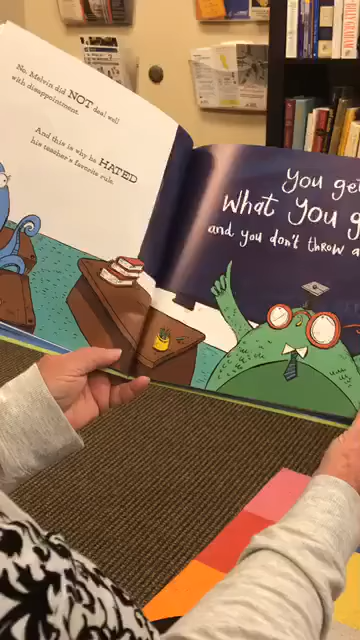 No, Melvin did NOT deal well
with disappointment.
And this is why he HATED
his teacher's favorite rule.
You get
What you g
and you don't throw a